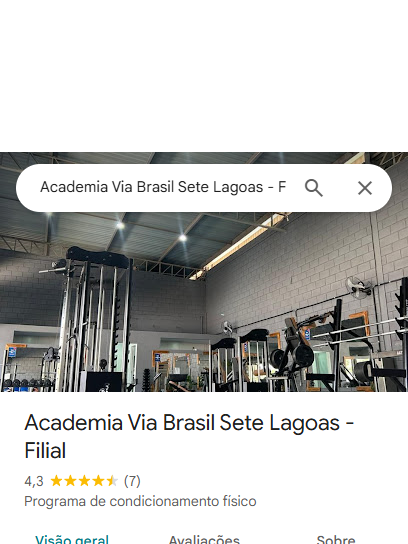 Academia Via Brasil Sete Lagoas - F
Academia Via Brasil Sete Lagoas -
Filial
4,3 (7)
Programa de condicionamento físico
Visão geral Avaliações Sobre